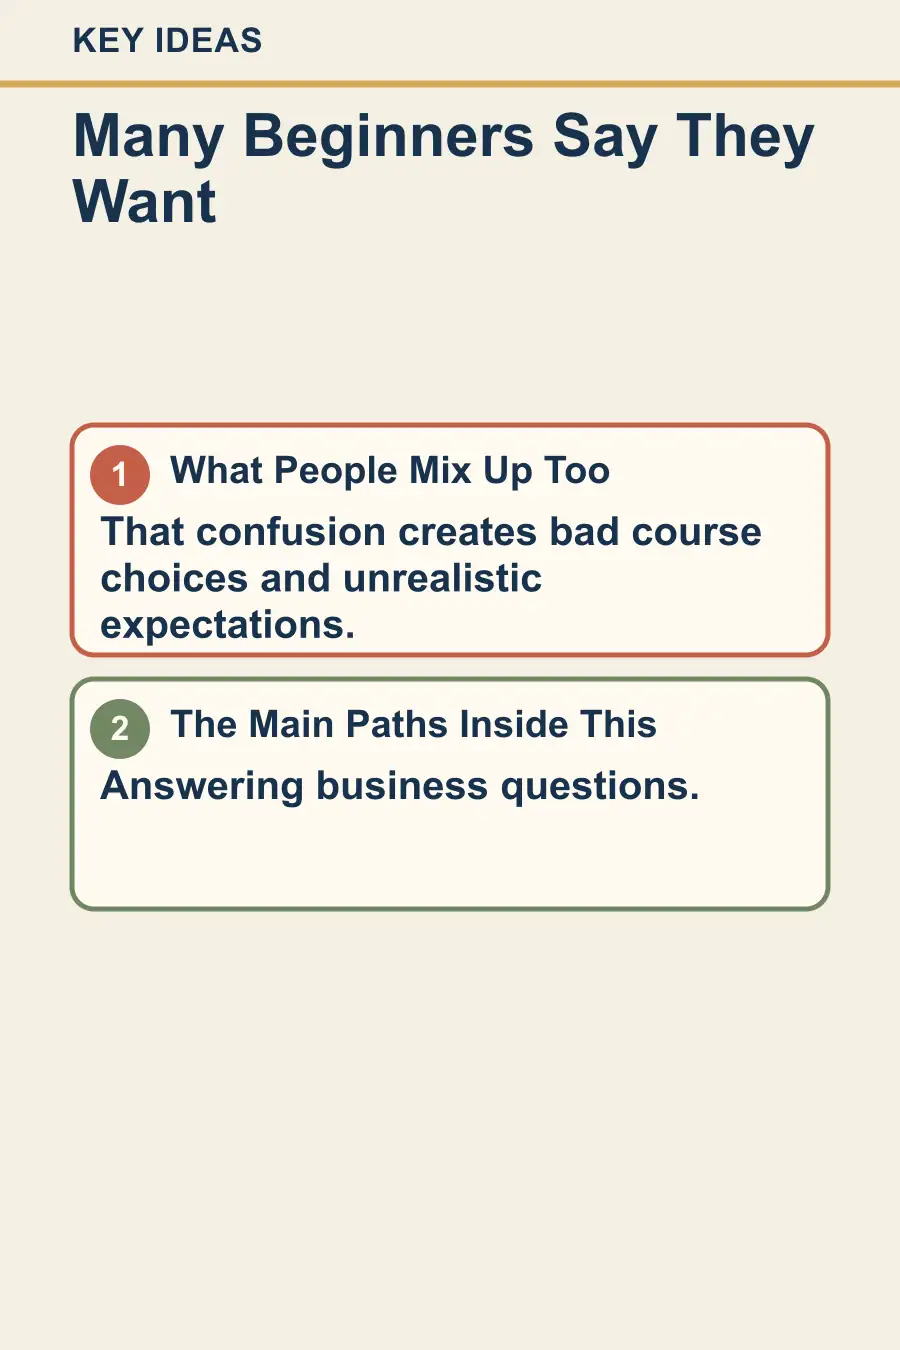 KEY IDEAS
Many Beginners Say They
Want
1
What People Mix Up Too
That confusion creates bad course
choices and unrealistic
expectations.
2
The Main Paths Inside This
Answering business questions.